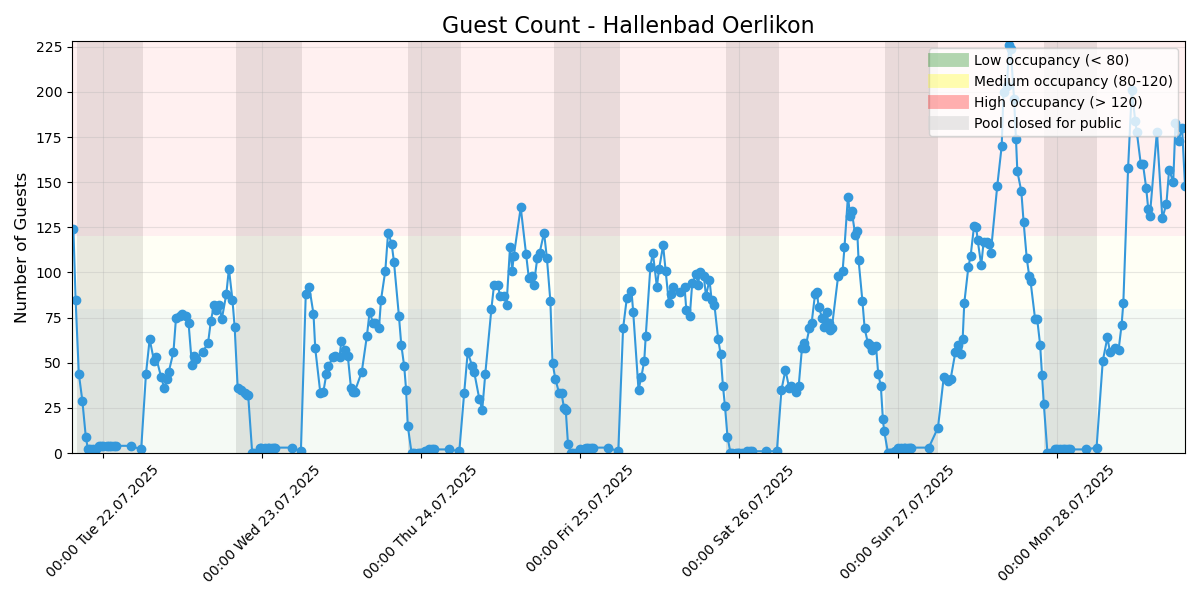 Guest Count - Hallenbad Oerlikon
Number of Guests
225
200
175
150
125
100
75
50
25
0
Low occupancy (< 80)
Medium occupancy (80-120)
High occupancy (> 120)
Pool closed for public
00:00 Tue 22.07.2025
00:00 Wed 23.07.2025
00:00 Thu 24.07.2025
00:00 Fri 25.07.2025
00:00 Sat 26.07.2025
00:00 Sun 27.07.2025
00:00 Mon 28.07.2025